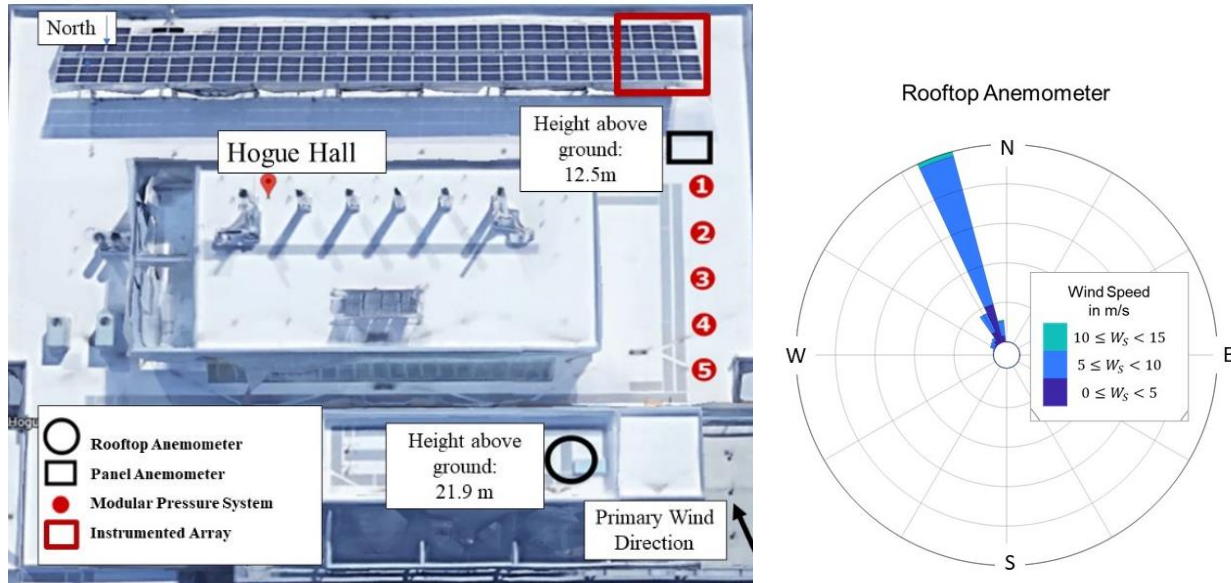 North
Height above
ground:
12.5m
Hogue Hall
1
2
3
4
5
Hogu
Rooftop Anemometer
Panel Anemometer
Modular Pressure System
Instrumented Array
Height above
ground:
21.9 m
Primary Wind
Direction
Rooftop Anemometer
N
W
E
S
Wind Speed
in m/s
10 ≤ W_S < 15
5 ≤ W_S < 10
0 ≤ W_S < 5